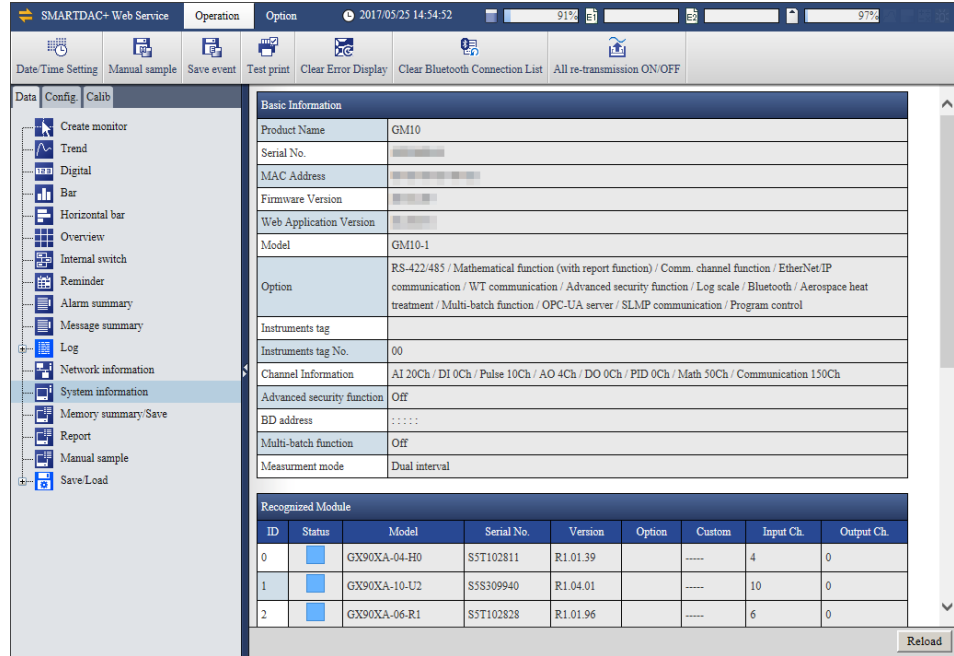 SMARTDAC+ Web Service Operation Option 2017/05/25 14:54:52 91% E1 E2 97%
Date/Time Setting Manual sample Save event Test print Clear Error Display Clear Bluetooth Connection List All re-transmission ON/OFF
Data Config. Calib
Create monitor
Trend
Digital
Bar
Horizontal bar
Overview
Internal switch
Reminder
Alarm summary
Message summary
Log
Network information
System information
Memory summary/Save
Report
Manual sample
Save/Load
Basic Information
Product Name GM10
Serial No.
MAC Address
Firmware Version
Web Application Version
Model GM10-1
Option RS-422/485 / Mathematical function (with report function) / Comm. channel function / EtherNet/IP
communication / WT communication / Advanced security function / Log scale / Bluetooth / Aerospace heat
treatment / Multi-batch function / OPC-UA server / SLMP communication / Program control
Instruments tag
Instruments tag No. 00
Channel Information AI 20Ch / DI 0Ch / Pulse 10Ch / AO 4Ch / DO 0Ch / PID 0Ch / Math 50Ch / Communication 150Ch
Advanced security function Off
BD address : : : : :
Multi-batch function Off
Measurment mode Dual interval
Recognized Module
ID Status Model Serial No. Version Option Custom Input Ch. Output Ch.
0 GX90XA-04-H0 S5T102811 R1.01.39 ----- 4 0
1 GX90XA-10-U2 S5S309940 R1.04.01 ----- 10 0
2 GX90XA-06-R1 S5T102828 R1.01.96 ----- 6 0
Reload